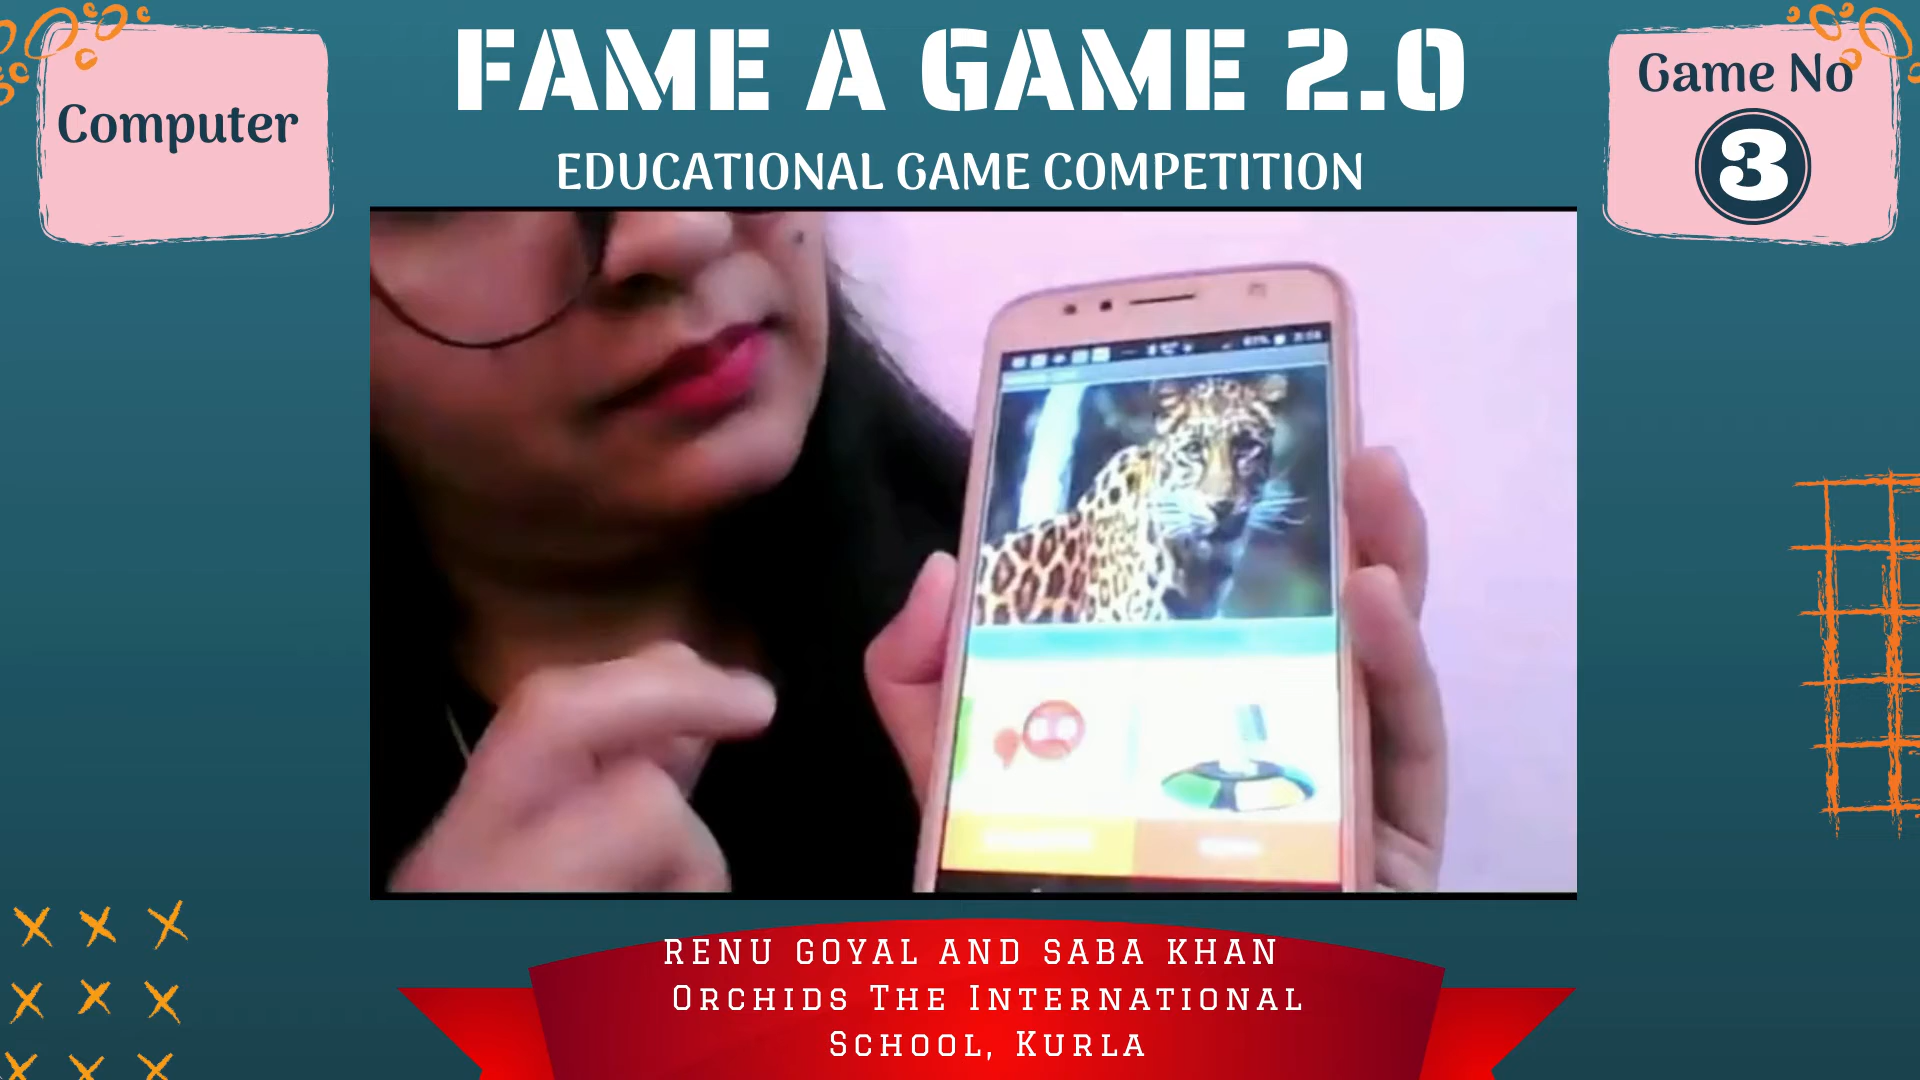 Computer
FAME A GAME 2.0
EDUCATIONAL GAME COMPETITION
Game No
3
RENU GOYAL AND SABA KHAN
ORCHIDS THE INTERNATIONAL
SCHOOL, KURLA